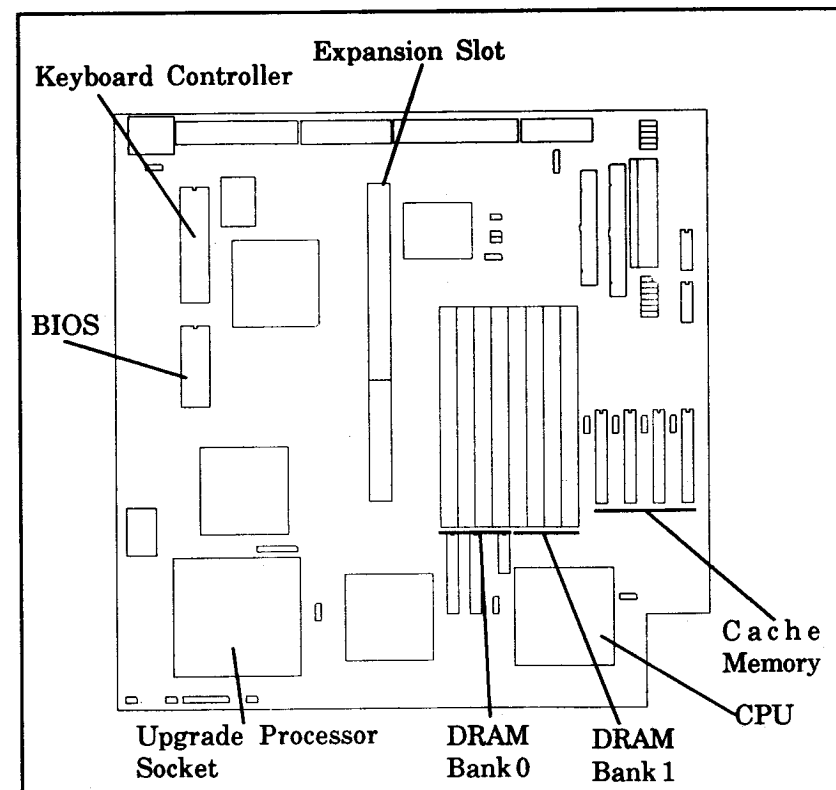 Expansion Slot
Keyboard Controller
BIOS
Cache
Memory
CPU
Upgrade Processor
Socket
DRAM
Bank 0
DRAM
Bank 1